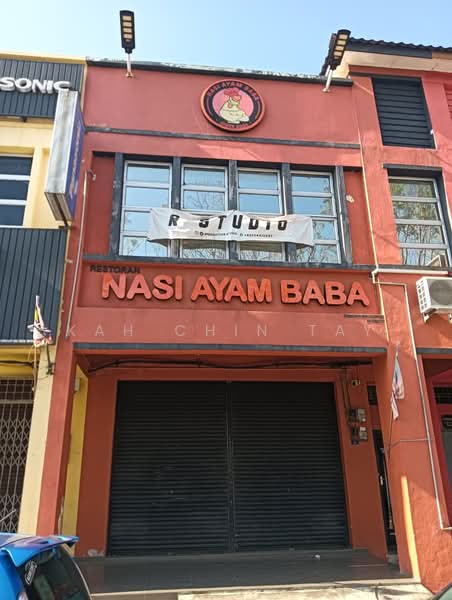 SONIC
NASI AYAM BABA
R STUDIO
RESTORAN
NASI AYAM BABA
KAH CHIN TAY